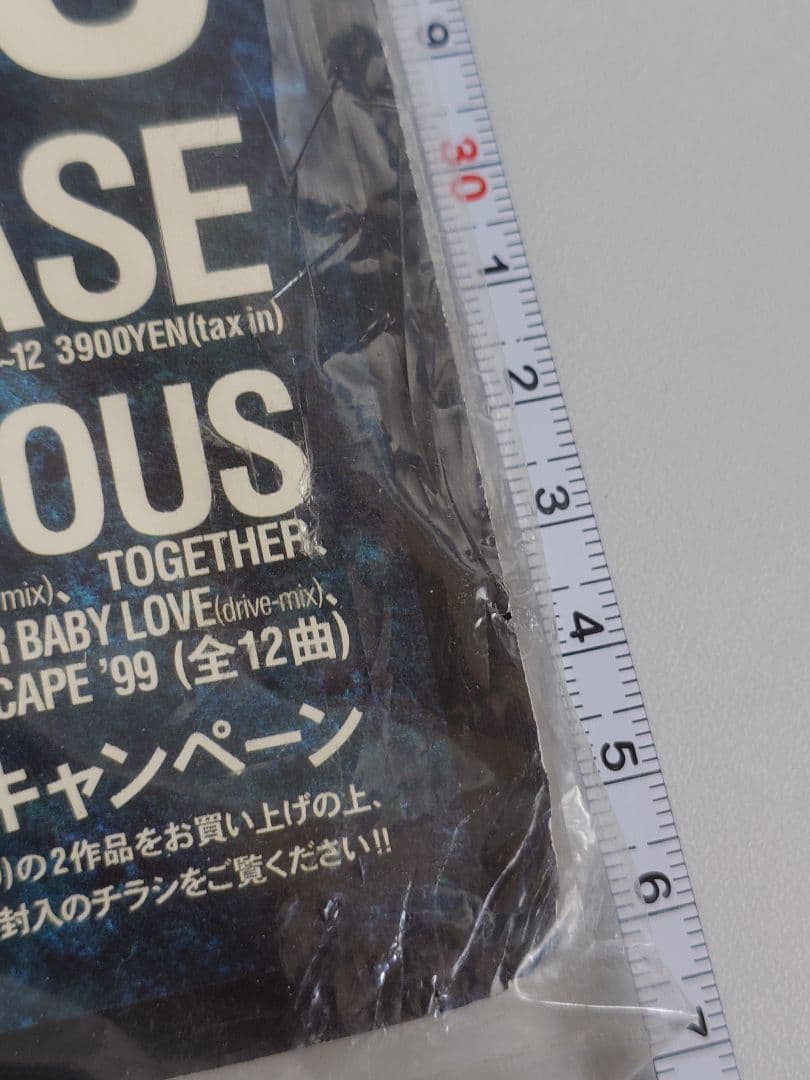 ASE
~12 3900YEN(tax in)
OUS
mix)、 TOGETHER、
R BABY LOVE(drive-mix)、
CAPE '99 (全12曲)
キャンペーン
)の2作品をお買い上げの上、
封入のチラシをご覧ください!!
9
30
1
2
3
4
5
6
7